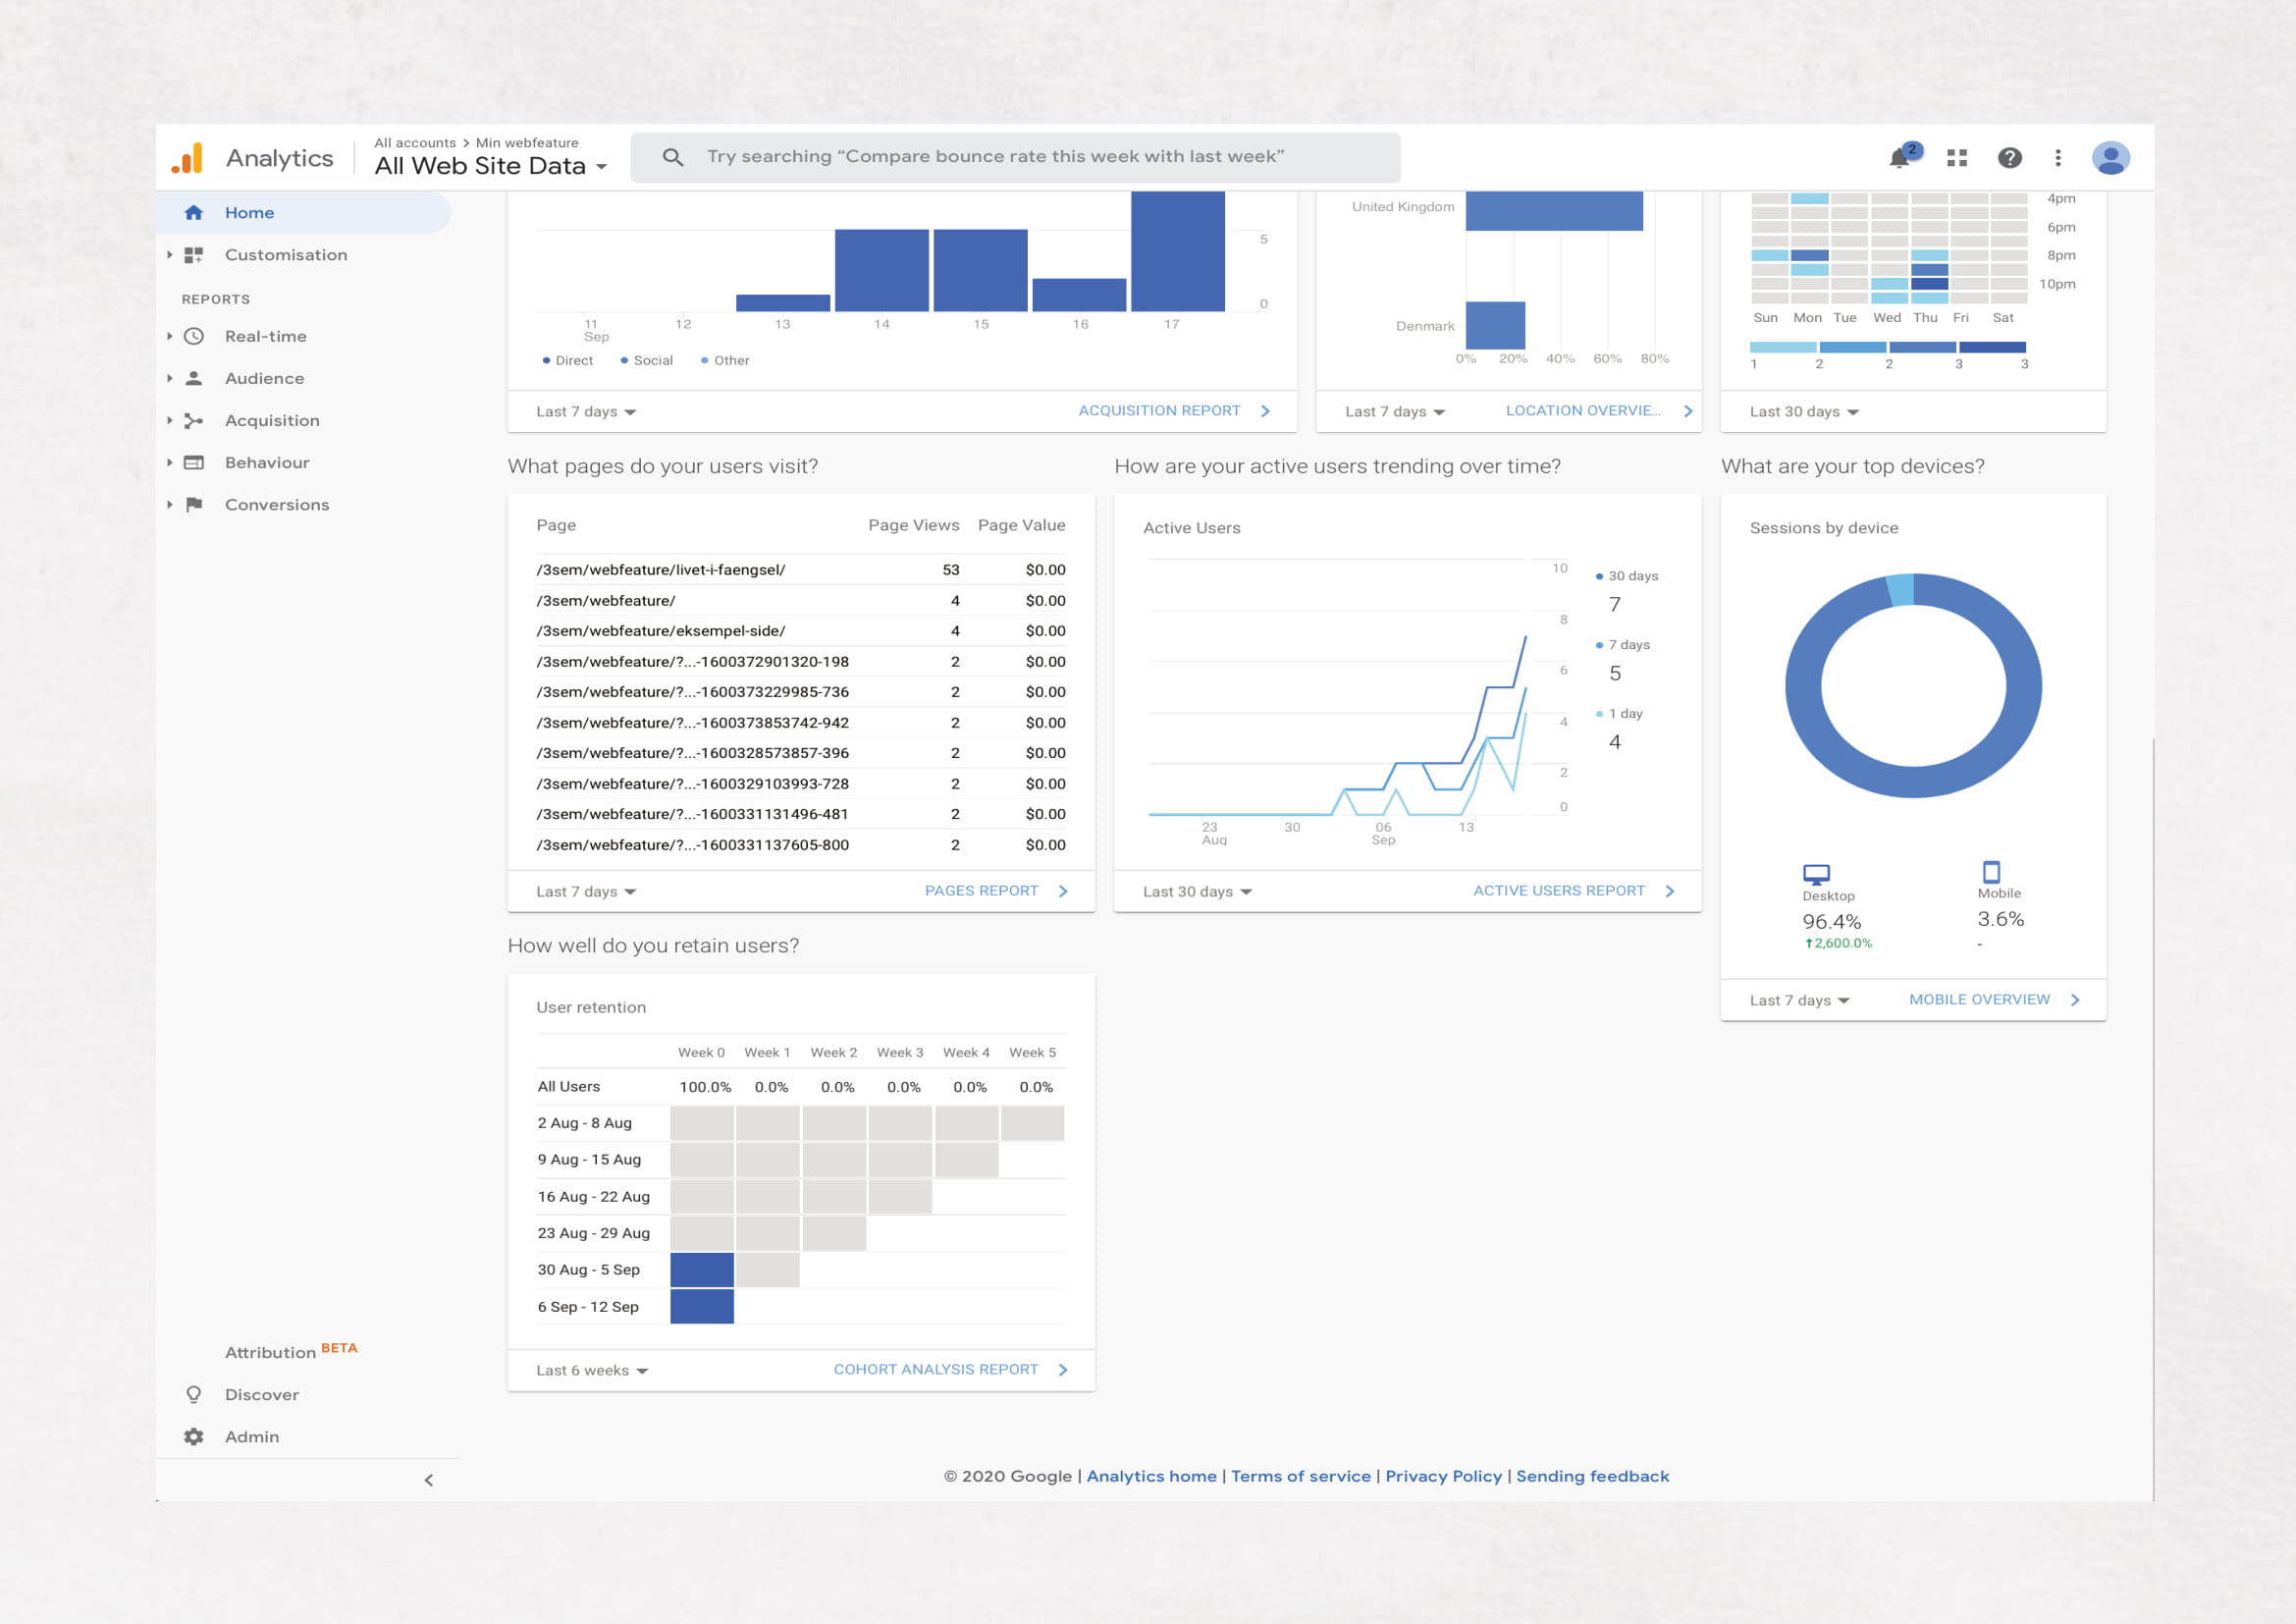 Analytics
All accounts > Min webfeature
All Web Site Data
Try searching “Compare bounce rate this week with last week”
2
Home
Customisation
REPORTS
Real-time
Audience
Acquisition
Behaviour
Conversions
Attribution BETA
Discover
Admin
5
0
11 12 13 14 15 16 17
Sep
Direct Social Other
Last 7 days ACQUISITION REPORT
United Kingdom
Denmark
0% 20% 40% 60% 80%
Last 7 days LOCATION OVERVIE...
4pm
6pm
8pm
10pm
Sun Mon Tue Wed Thu Fri Sat
1 2 2 3 3
Last 30 days
What pages do your users visit?
Page Page Views Page Value
/3sem/webfeature/livet-i-faengsel/ 53 $0.00
/3sem/webfeature/ 4 $0.00
/3sem/webfeature/eksempel-side/ 4 $0.00
/3sem/webfeature/?...-1600372901320-198 2 $0.00
/3sem/webfeature/?...-1600373229985-736 2 $0.00
/3sem/webfeature/?...-1600373853742-942 2 $0.00
/3sem/webfeature/?...-1600328573857-396 2 $0.00
/3sem/webfeature/?...-1600329103993-728 2 $0.00
/3sem/webfeature/?...-1600331131496-481 2 $0.00
/3sem/webfeature/?...-1600331137605-800 2 $0.00
Last 7 days PAGES REPORT
How are your active users trending over time?
Active Users
10
8
6
4
2
0
23 30 06 13
Aug Sep
30 days
7
7 days
5
1 day
4
Last 30 days ACTIVE USERS REPORT
What are your top devices?
Sessions by device
Desktop Mobile
96.4% 3.6%
↑2,600.0% -
Last 7 days MOBILE OVERVIEW
How well do you retain users?
User retention
Week 0 Week 1 Week 2 Week 3 Week 4 Week 5
All Users 100.0% 0.0% 0.0% 0.0% 0.0% 0.0%
2 Aug - 8 Aug
9 Aug - 15 Aug
16 Aug - 22 Aug
23 Aug - 29 Aug
30 Aug - 5 Sep
6 Sep - 12 Sep
Last 6 weeks COHORT ANALYSIS REPORT
© 2020 Google | Analytics home | Terms of service | Privacy Policy | Sending feedback